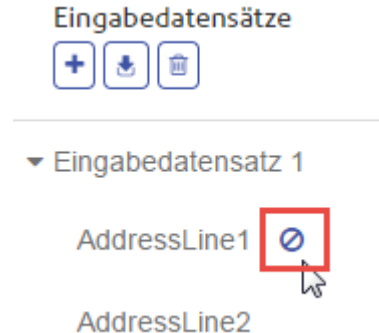 Eingabedatensätze
Eingabedatensatz 1
AddressLine1
AddressLine2